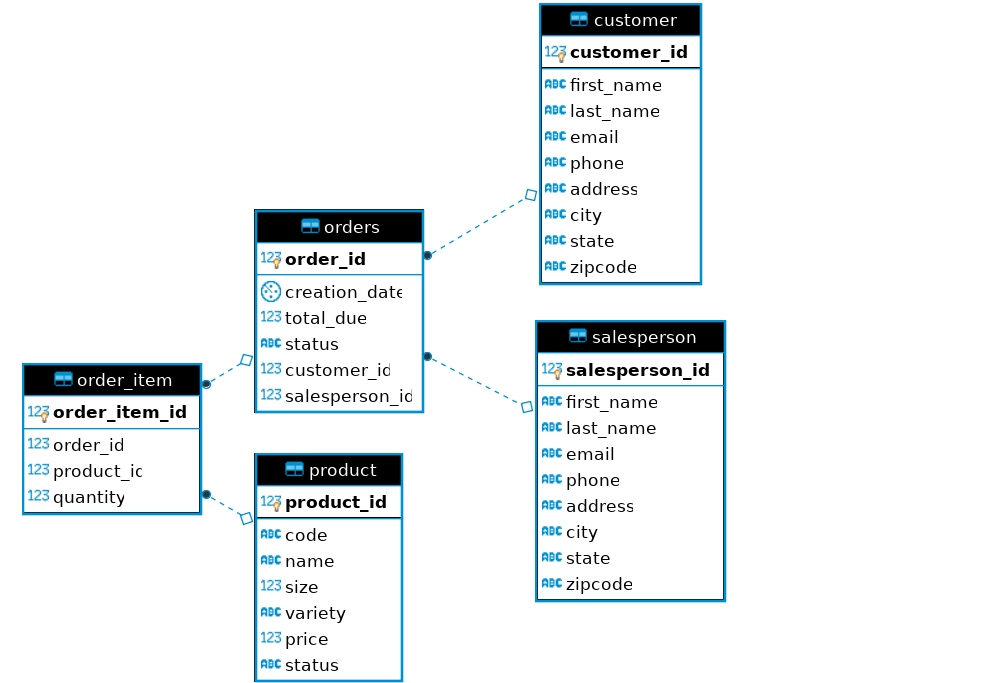 customer
123 customer_id
ABC first_name
ABC last_name
ABC email
ABC phone
ABC address
ABC city
ABC state
ABC zipcode
orders
123 order_id
creation_date
123 total_due
ABC status
123 customer_id
123 salesperson_id
salesperson
123 salesperson_id
ABC first_name
ABC last_name
ABC email
ABC phone
ABC address
ABC city
ABC state
ABC zipcode
order_item
123 order_item_id
123 order_id
123 product_id
123 quantity
product
123 product_id
ABC code
ABC name
123 size
ABC variety
123 price
ABC status